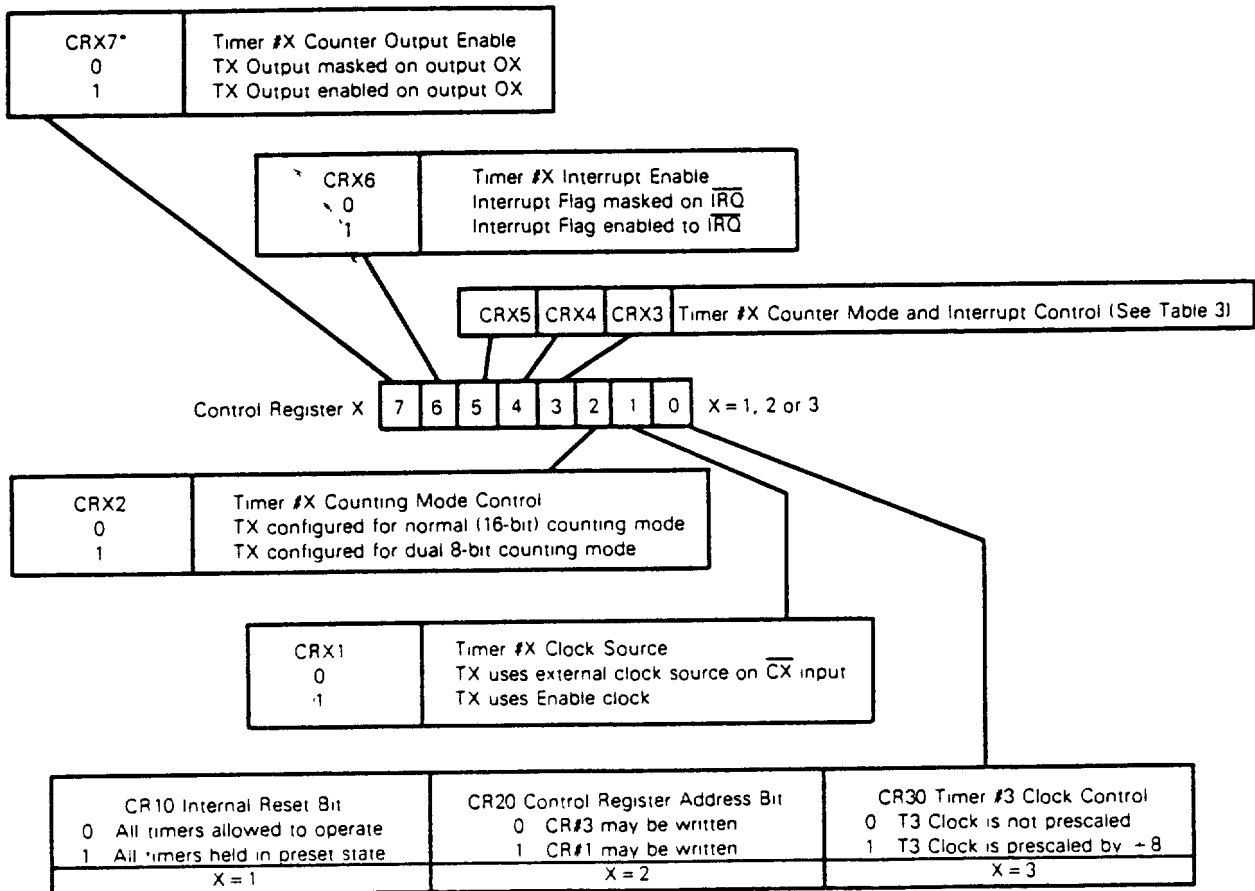 CRX7* Timer #X Counter Output Enable
0 TX Output masked on output OX
1 TX Output enabled on output OX
CRX6 Timer #X Interrupt Enable
0 Interrupt Flag masked on IRQ
1 Interrupt Flag enabled to IRQ
CRX5 CRX4 CRX3 Timer #X Counter Mode and Interrupt Control (See Table 3)
Control Register X 7 6 5 4 3 2 1 0 X = 1, 2 or 3
CRX2 Timer #X Counting Mode Control
0 TX configured for normal (16-bit) counting mode
1 TX configured for dual 8-bit counting mode
CRX1 Timer #X Clock Source
0 TX uses external clock source on CX input
1 TX uses Enable clock
CR10 Internal Reset Bit
0 All timers allowed to operate
1 All timers held in preset state
X = 1
CR20 Control Register Address Bit
0 CR#3 may be written
1 CR#1 may be written
X = 2
CR30 Timer #3 Clock Control
0 T3 Clock is not prescaled
1 T3 Clock is prescaled by ÷ 8
X = 3